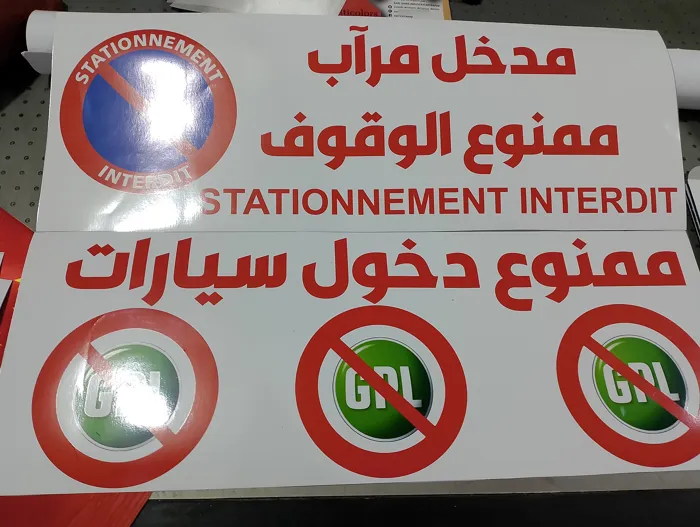 STATIONNEMENT
INTERDIT
مدخل مرآب
ممنوع الوقوف
STATIONNEMENT INTERDIT
ممنوع دخول سيارات
GPL
GPL
GPL